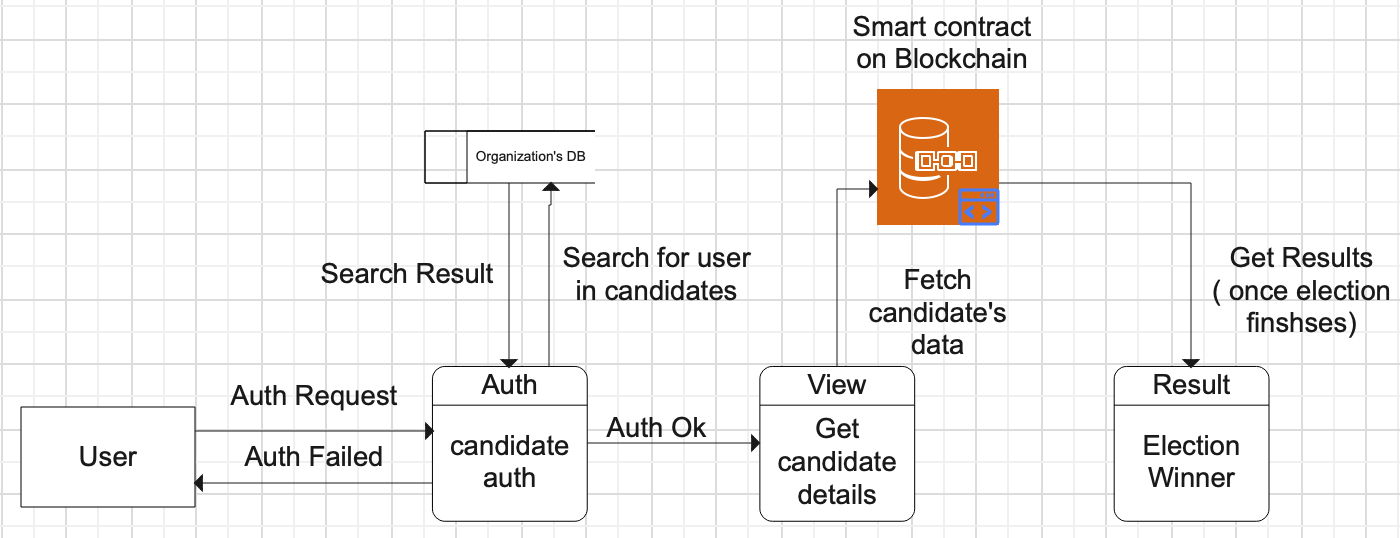 Smart contract
on Blockchain
Organization's DB
Search Result
Search for user
in candidates
Fetch
candidate's
data
Get Results
( once election
finshses)
User
Auth Request
Auth Failed
Auth
candidate
auth
Auth Ok
View
Get
candidate
details
Result
Election
Winner